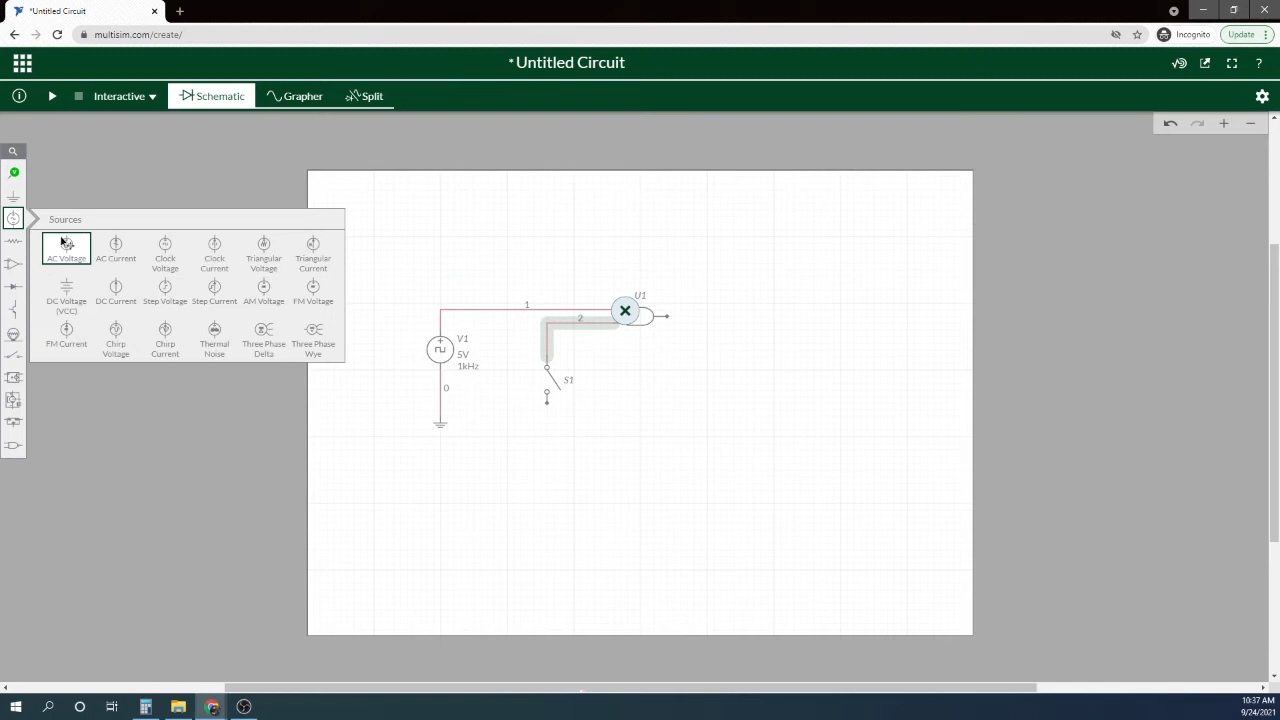 *Untitled Circuit
multisim.com/create/
Incognito
Update
*Untitled Circuit
Interactive
Schematic
Grapher
Split
Sources
AC Voltage
AC Current
Clock Voltage
Clock Current
Triangular Voltage
Triangular Current
DC Voltage (VCC)
DC Current
Step Voltage
Step Current
AM Voltage
FM Voltage
FM Current
Chirp Voltage
Chirp Current
Thermal Noise
Three Phase Delta
Three Phase Wye
U1
1
2
V1
5V
1kHz
S1
0
10:37 AM
9/24/2021